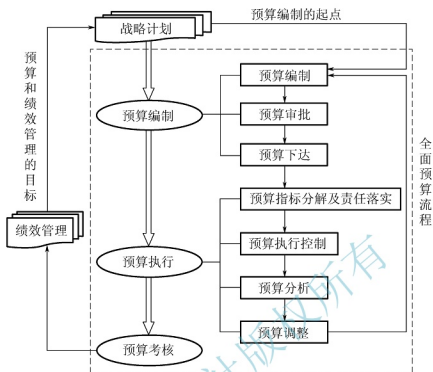 预算编制的起点
战略计划
预算和绩效管理的目标
预算编制
预算编制
预算审批
预算下达
全面预算流程
预算指标分解及责任落实
绩效管理
预算执行控制
预算执行
预算分析
预算调整
预算考核
版权所有